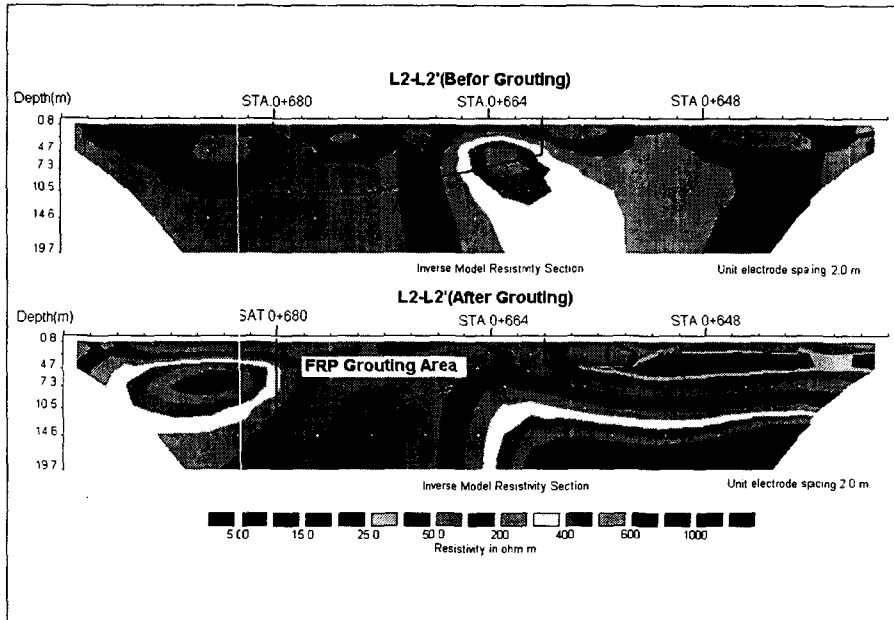 L2-L2'(Befor Grouting)
Depth(m) STA 0+680 STA 0+664 STA 0+648
0.8
4.7
7.3
10.5
14.6
19.7
Inverse Model Resistivity Section Unit electrode spacing 2.0 m
L2-L2'(After Grouting)
Depth(m) SAT 0+680 STA 0+664 STA 0+648
0.8
4.7
7.3
10.5
14.6
19.7
FRP Grouting Area
Inverse Model Resistivity Section Unit electrode spacing 2.0 m.
5.00 15.0 25.0 50.0 200 400 600 1000
Resistivity in ohm m